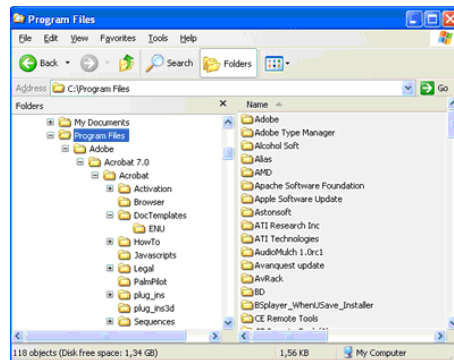 Program Files
File Edit View Favorites Tools Help
Back Search Folders
Address C:\Program Files Go
Folders x Name
My Documents
Program Files
Adobe
Acrobat 7.0
Acrobat
Activation
Browser
DocTemplates
ENU
HowTo
Javascripts
Legal
PalmPilot
plug_ins
plug_ins3d
Sequences
Adobe
Adobe Type Manager
Alcohol Soft
Alias
AMD
Apache Software Foundation
Apple Software Update
Astonsoft
ATI Research Inc
ATI Technologies
AudioMulch 1.0rc1
Avanquest update
AvRack
BD
BSplayer_WhenUSave_Installer
CE Remote Tools
118 objects (Disk free space: 1,34 GB) 1,56 KB My Computer